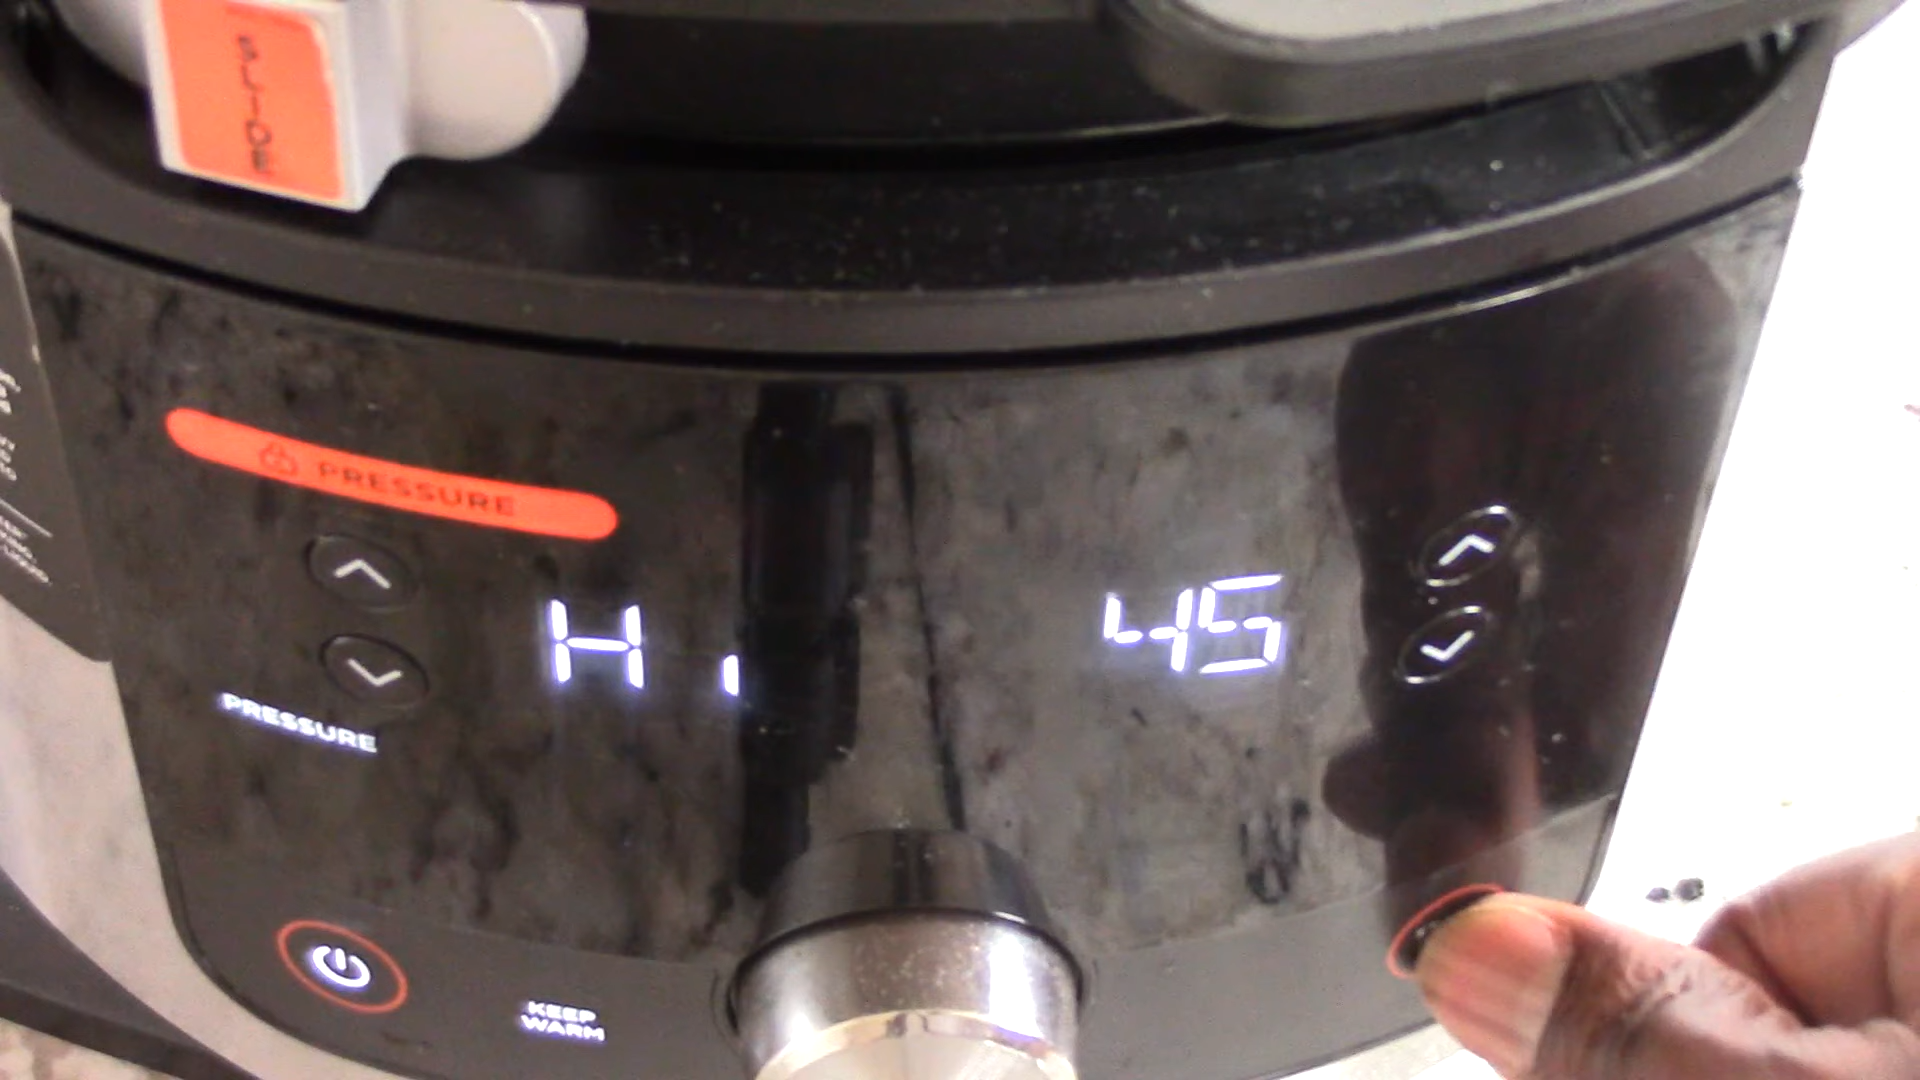 SLIDE
PRESSURE
Hi 45
PRESSURE
KEEP
WARM